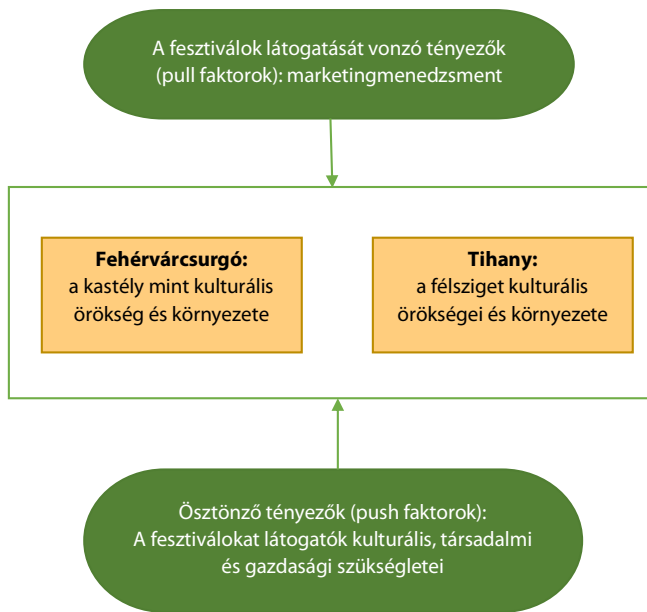 A fesztiválok látogatását vonzó tényezők
(pull faktorok): marketingmenedzsment
Fehérvárcsurgó:
a kastély mint kulturális
örökség és környezete
Tihany:
a félsziget kulturális
örökségei és környezete
Ösztönző tényezők (push faktorok):
A fesztiválokat látogatók kulturális, társadalmi
és gazdasági szükségletei